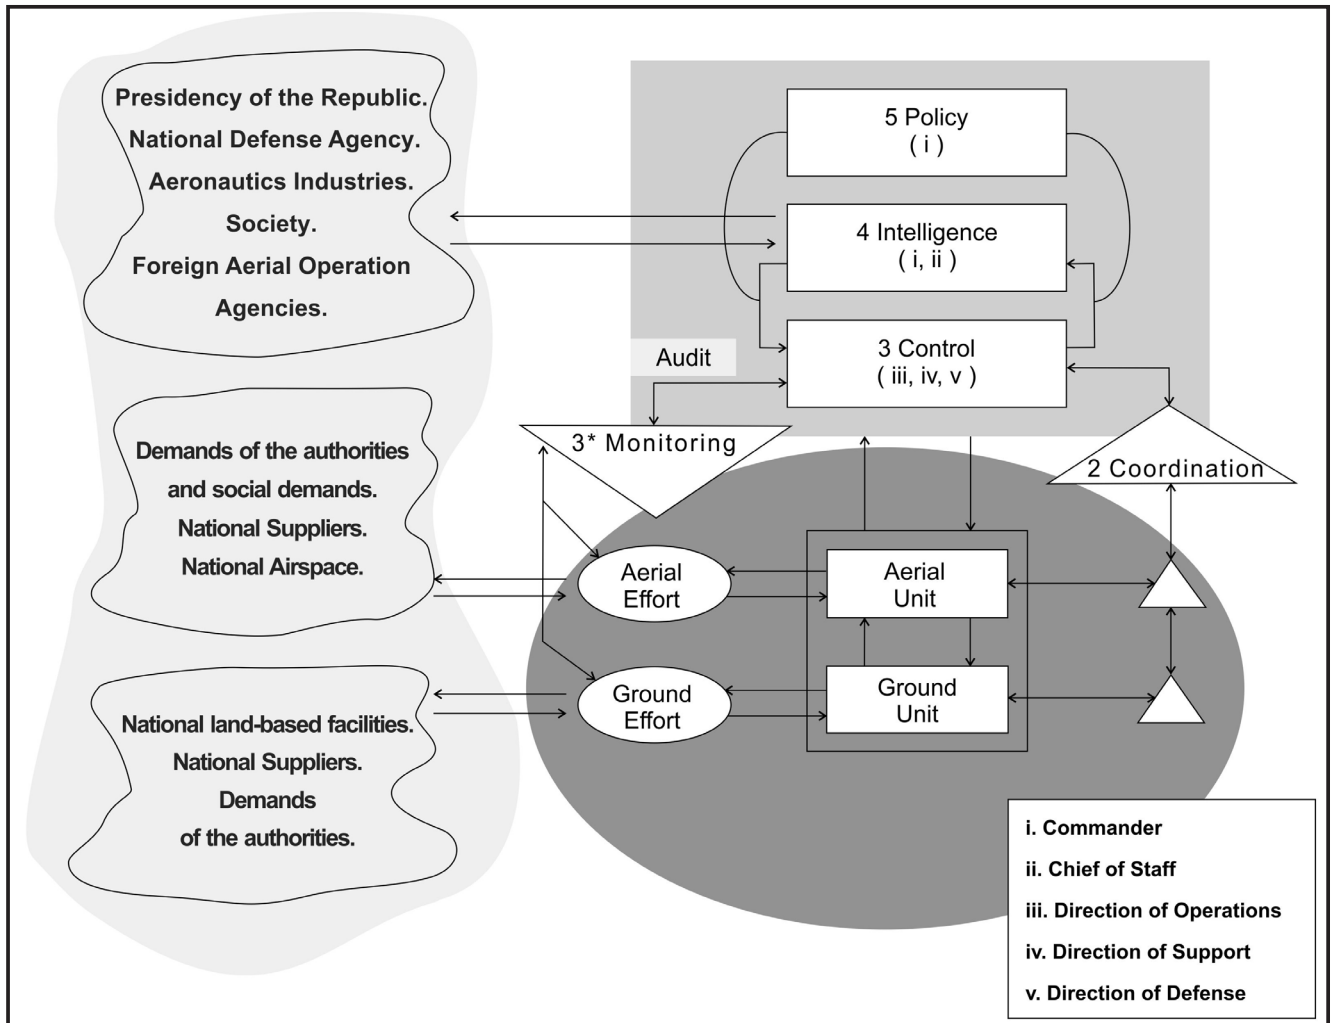 Presidency of the Republic.
National Defense Agency.
Aeronautics Industries.
Society.
Foreign Aerial Operation
Agencies.
Demands of the authorities
and social demands.
National Suppliers.
National Airspace.
National land-based facilities.
National Suppliers.
Demands
of the authorities.
5 Policy
( i )
4 Intelligence
( i, ii )
3 Control
( iii, iv, v )
Audit
3* Monitoring
2 Coordination
Aerial
Effort
Aerial
Unit
Ground
Effort
Ground
Unit
i. Commander
ii. Chief of Staff
iii. Direction of Operations
iv. Direction of Support
v. Direction of Defense